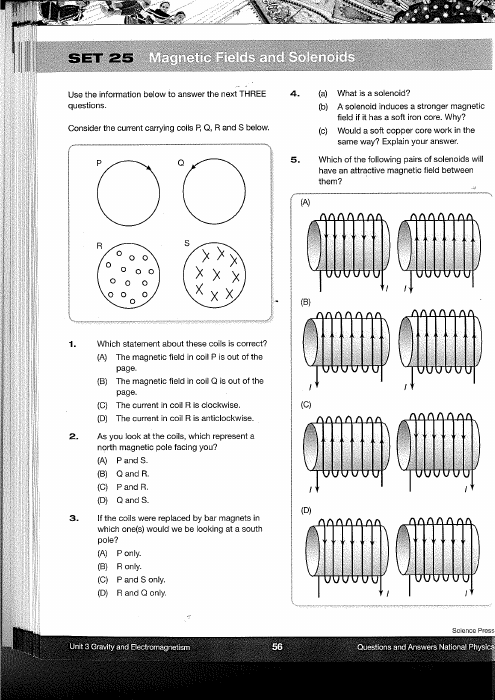 SET 25 Magnetic Fields and Solenoids
Use the information below to answer the next THREE
questions.
Consider the current carrying coils P, Q, R and S below.
P
Q
R
S
1. Which statement about these coils is correct?
(A) The magnetic field in coil P is out of the
page.
(B) The magnetic field in coil Q is out of the
page.
(C) The current in coil R is clockwise.
(D) The current in coil R is anticlockwise.
2. As you look at the coils, which represent a
north magnetic pole facing you?
(A) P and S.
(B) Q and R.
(C) P and R.
(D) Q and S.
3. If the coils were replaced by bar magnets in
which one(s) would we be looking at a south
pole?
(A) P only.
(B) R only.
(C) P and S only.
(D) R and Q only.
4. (a) What is a solenoid?
(b) A solenoid induces a stronger magnetic
field if it has a soft iron core. Why?
(c) Would a soft copper core work in the
same way? Explain your answer.
5. Which of the following pairs of solenoids will
have an attractive magnetic field between
them?
(A)
I
I
(B)
I
I
(C)
I
I
(D)
I
I
Science Press
Unit 3 Gravity and Electromagnetism
56
Questions and Answers National Physics